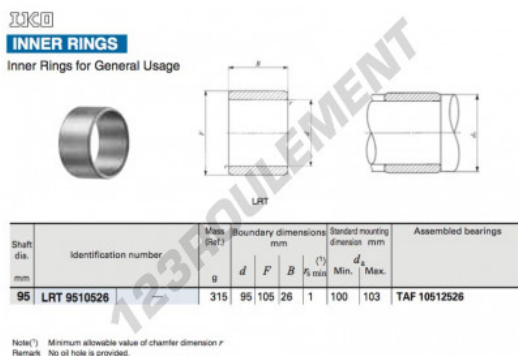 IKO
INNER RINGS
Inner Rings for General Usage
B
r
r
F
d
da
LRT
123ROULEMENT
Shaft dia. mm | Identification number | Mass (Ref.) g | Boundary dimensions mm d F B rs min (1) | Standard mounting dimension mm da Min. Max. | Assembled bearings
95 | LRT 9510526 | — | 315 | 95 | 105 | 26 | 1 | 100 | 103 | TAF 10512526
Note(1) Minimum allowable value of chamfer dimension r
Remark No oil hole is provided.